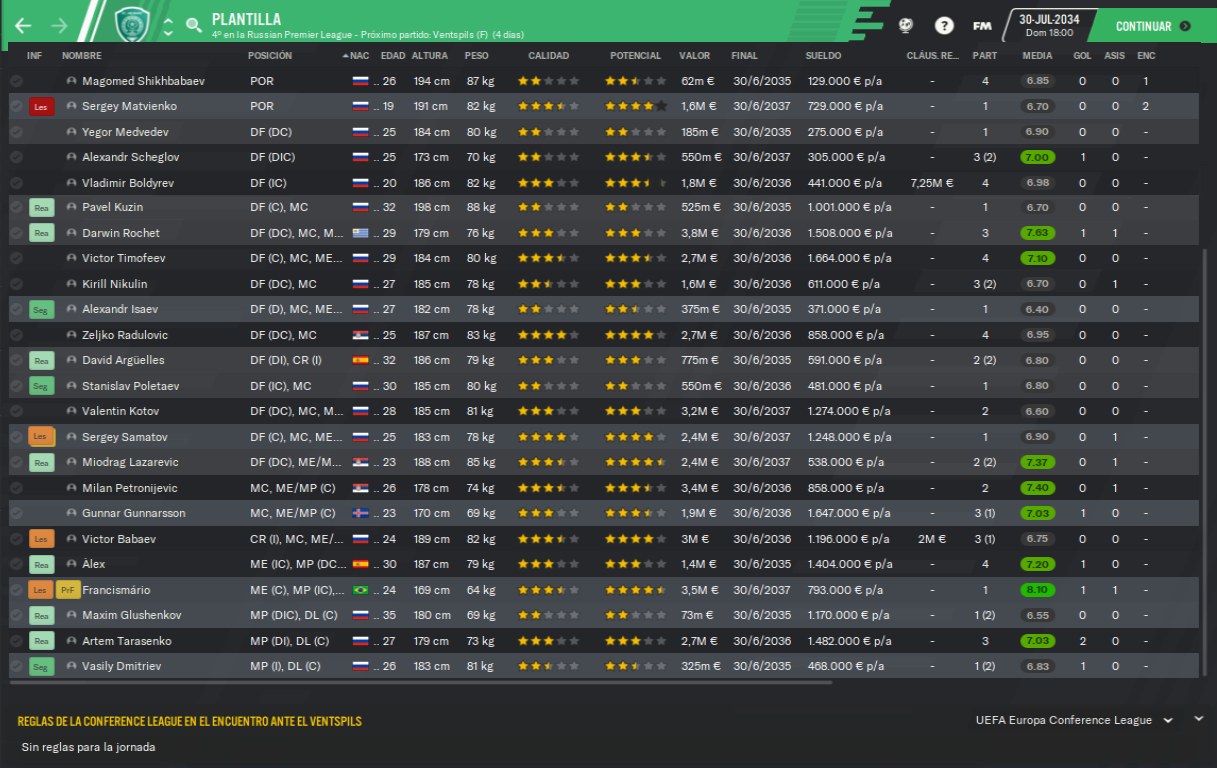 PLANTILLA
4º en la Russian Premier League - Próximo partido: Ventspils (F) (4 días)
FM
30-JUL-2034
Dom 18:00
CONTINUAR
INF NOMBRE POSICIÓN NAC EDAD ALTURA PESO CALIDAD POTENCIAL VALOR FINAL SUELDO CLÁUS. RE... PART MEDIA GOL ASIS ENC
Magomed Shikhbabaev POR .. 26 194 cm 87 kg 62m € 30/6/2035 129.000 € p/a - 4 6.85 0 0 1
Les Sergey Matvienko POR .. 19 191 cm 82 kg 1,6M € 30/6/2037 729.000 € p/a - 1 6.70 0 0 2
Yegor Medvedev DF (DC) .. 25 184 cm 80 kg 185m € 30/6/2035 275.000 € p/a - 1 6.90 0 0 -
Alexandr Scheglov DF (DIC) .. 25 173 cm 70 kg 550m € 30/6/2037 305.000 € p/a - 3 (2) 7.00 1 0 -
Vladimir Boldyrev DF (IC) .. 20 186 cm 82 kg 1,8M € 30/6/2036 441.000 € p/a 7,25M € 4 6.98 0 0 -
Rea Pavel Kuzin DF (C), MC .. 32 198 cm 88 kg 525m € 30/6/2035 1.001.000 € p/a - 1 6.70 0 0 -
Rea Darwin Rochet DF (DC), MC, M... .. 29 179 cm 76 kg 3,8M € 30/6/2036 1.508.000 € p/a - 3 7.63 1 1 -
Victor Timofeev DF (C), MC, ME... .. 29 184 cm 80 kg 2,7M € 30/6/2036 1.664.000 € p/a - 4 7.10 0 0 -
Kirill Nikulin DF (DC), MC .. 27 185 cm 78 kg 1,6M € 30/6/2036 611.000 € p/a - 3 (2) 6.70 0 1 -
Seg Alexandr Isaev DF (D), MC, ME... .. 27 182 cm 78 kg 375m € 30/6/2035 371.000 € p/a - 1 6.40 0 0 -
Zeljko Radulovic DF (DC), MC .. 25 187 cm 83 kg 2,7M € 30/6/2037 858.000 € p/a - 4 6.95 0 0 -
Rea David Argüelles DF (DI), CR (I) .. 32 186 cm 79 kg 775m € 30/6/2035 591.000 € p/a - 2 (2) 6.80 0 0 -
Seg Stanislav Poletaev DF (IC), MC .. 30 185 cm 80 kg 550m € 30/6/2036 481.000 € p/a - 1 6.80 0 0 -
Valentin Kotov DF (DC), MC, M... .. 28 185 cm 81 kg 3,2M € 30/6/2037 1.274.000 € p/a - 2 6.60 0 0 -
Les Sergey Samatov DF (C), MC, ME... .. 25 183 cm 78 kg 2,4M € 30/6/2037 1.248.000 € p/a - 1 6.90 0 1 -
Rea Miodrag Lazarevic DF (DC), ME/M... .. 23 188 cm 85 kg 2,4M € 30/6/2037 538.000 € p/a - 2 (2) 7.37 0 1 -
Milan Petronijevic MC, ME/MP (C) .. 26 178 cm 74 kg 3,4M € 30/6/2037 858.000 € p/a - 2 7.40 0 1 -
Gunnar Gunnarsson MC, ME/MP (C) .. 23 170 cm 69 kg 1,9M € 30/6/2036 1.647.000 € p/a - 3 (1) 7.03 1 0 -
Les Victor Babaev CR (I), MC, ME/... .. 24 189 cm 82 kg 3M € 30/6/2036 1.196.000 € p/a 2M € 3 (1) 6.75 0 0 -
Rea Àlex ME (IC), MP (DC... .. 30 187 cm 79 kg 1,4M € 30/6/2035 1.404.000 € p/a - 4 7.20 1 0 -
Les PrF Francismário ME (C), MP (IC),... .. 24 169 cm 64 kg 3,5M € 30/6/2037 793.000 € p/a - 1 8.10 1 1 -
Rea Maxim Glushenkov MP (DIC), DL (C) .. 35 180 cm 69 kg 73m € 30/6/2035 1.170.000 € p/a - 1 (2) 6.55 0 0 -
Rea Artem Tarasenko MP (DI), DL (C) .. 27 179 cm 73 kg 2,7M € 30/6/2036 1.482.000 € p/a - 3 7.03 2 0 -
Seg Vasily Dmitriev MP (I), DL (C) .. 26 183 cm 81 kg 325m € 30/6/2035 468.000 € p/a - 1 (2) 6.83 1 0 -
REGLAS DE LA CONFERENCE LEAGUE EN EL ENCUENTRO ANTE EL VENTSPILS
UEFA Europa Conference League
Sin reglas para la jornada